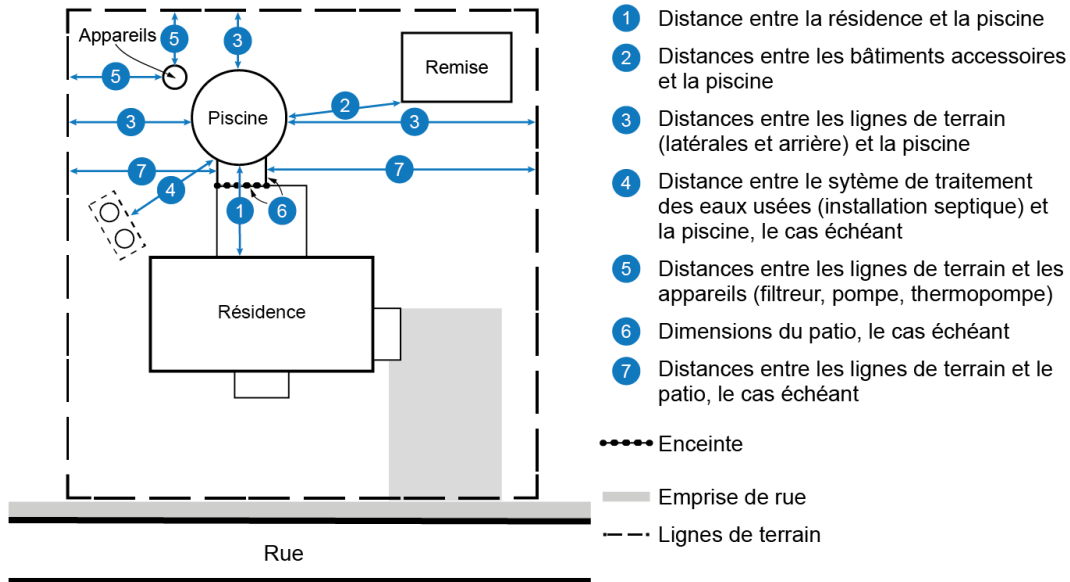 Appareils
5
3
5
Remise
2
Piscine
3
3
7
7
4
1
6
Résidence
Rue
1 Distance entre la résidence et la piscine
2 Distances entre les bâtiments accessoires
et la piscine
3 Distances entre les lignes de terrain
(latérales et arrière) et la piscine
4 Distance entre le sytème de traitement
des eaux usées (installation septique) et
la piscine, le cas échéant
5 Distances entre les lignes de terrain et les
appareils (filtreur, pompe, thermopompe)
6 Dimensions du patio, le cas échéant
7 Distances entre les lignes de terrain et le
patio, le cas échéant
Enceinte
Emprise de rue
Lignes de terrain